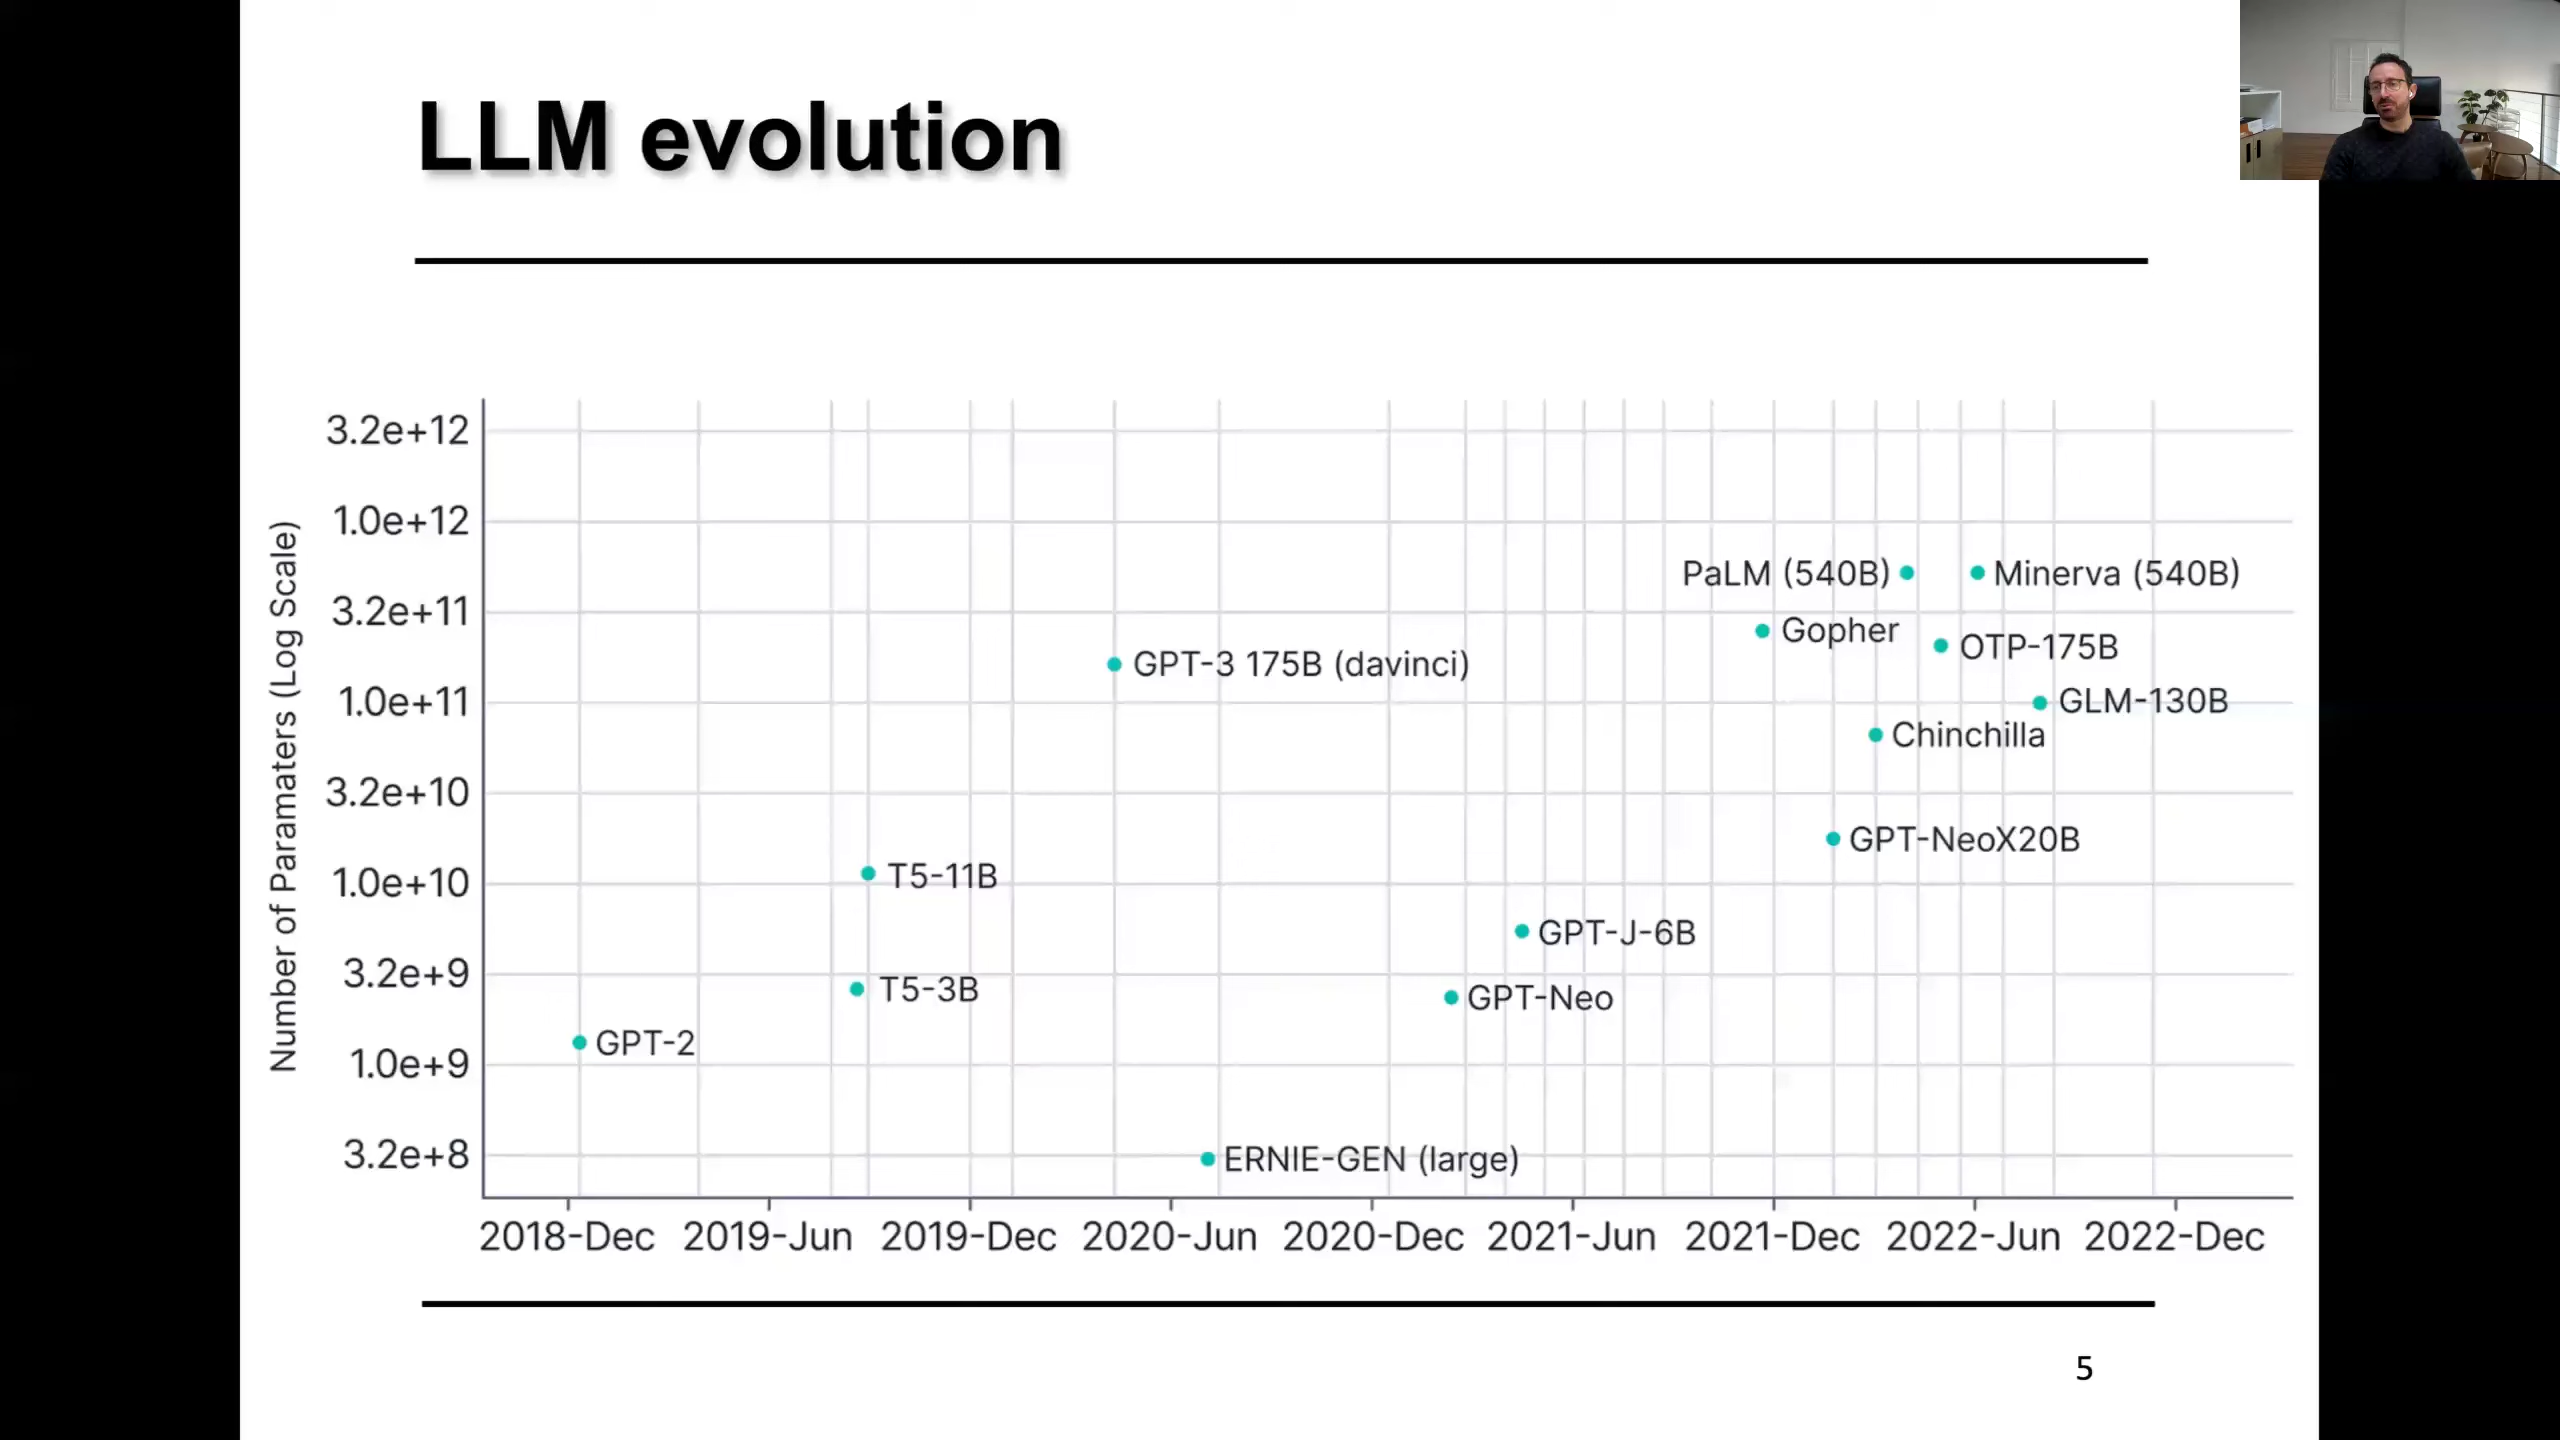 LLM evolution
Number of Paramaters (Log Scale)
3.2e+12
1.0e+12
3.2e+11
1.0e+11
3.2e+10
1.0e+10
3.2e+9
1.0e+9
3.2e+8
PaLM (540B)
Minerva (540B)
Gopher
OTP-175B
GPT-3 175B (davinci)
GLM-130B
Chinchilla
GPT-NeoX20B
T5-11B
GPT-J-6B
T5-3B
GPT-Neo
GPT-2
ERNIE-GEN (large)
2018-Dec 2019-Jun 2019-Dec 2020-Jun 2020-Dec 2021-Jun 2021-Dec 2022-Jun 2022-Dec
5